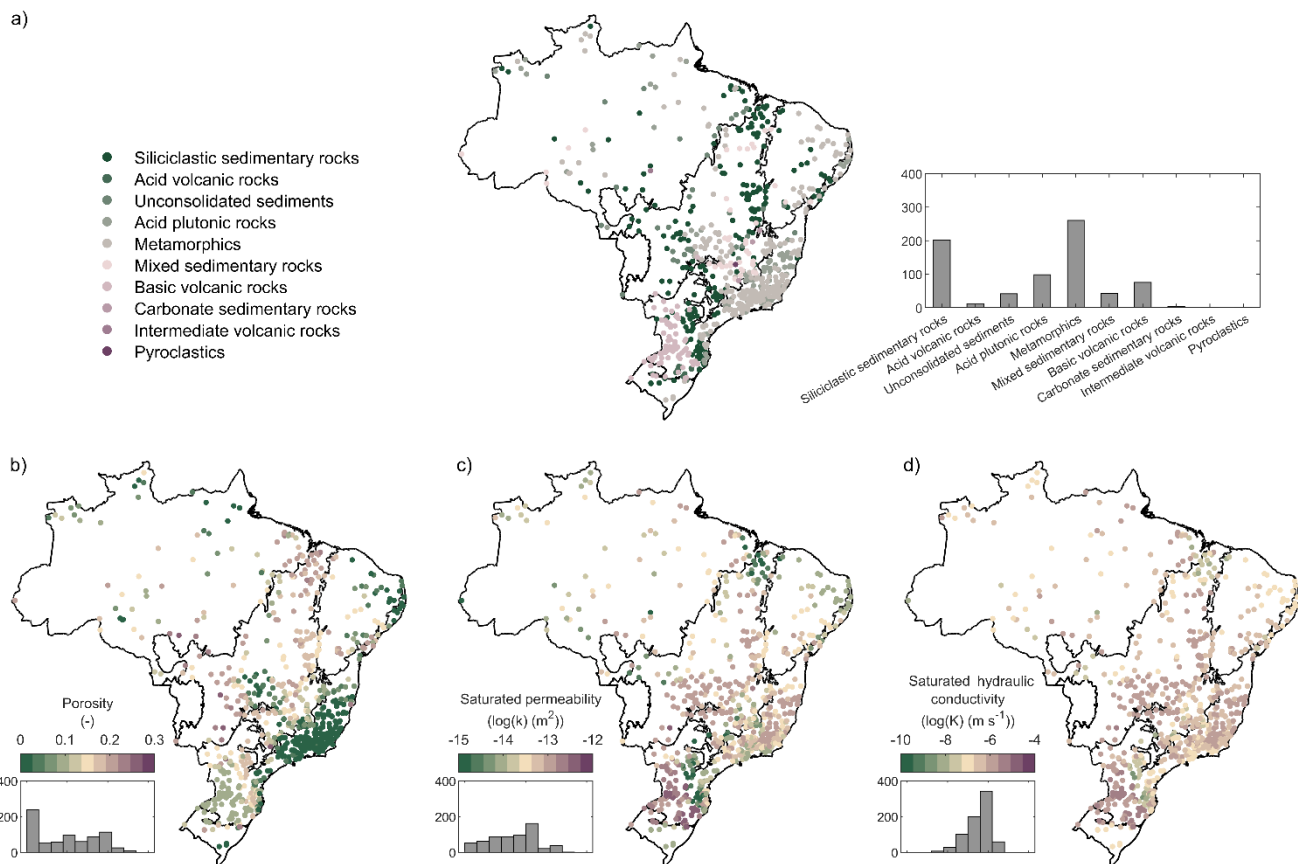 a)
Siliciclastic sedimentary rocks
Acid volcanic rocks
Unconsolidated sediments
Acid plutonic rocks
Metamorphics
Mixed sedimentary rocks
Basic volcanic rocks
Carbonate sedimentary rocks
Intermediate volcanic rocks
Pyroclastics
400
300
200
100
0
Siliciclastic sedimentary rocks
Acid volcanic rocks
Unconsolidated sediments
Acid plutonic rocks
Metamorphics
Mixed sedimentary rocks
Basic volcanic rocks
Carbonate sedimentary rocks
Intermediate volcanic rocks
Pyroclastics
b)
Porosity
(-)
0 0.1 0.2 0.3
400
200
0
c)
Saturated permeability
(log(k) (m²))
-15 -14 -13 -12
400
200
0
d)
Saturated hydraulic
conductivity
(log(K) (m s⁻¹))
-10 -8 -6 -4
400
200
0